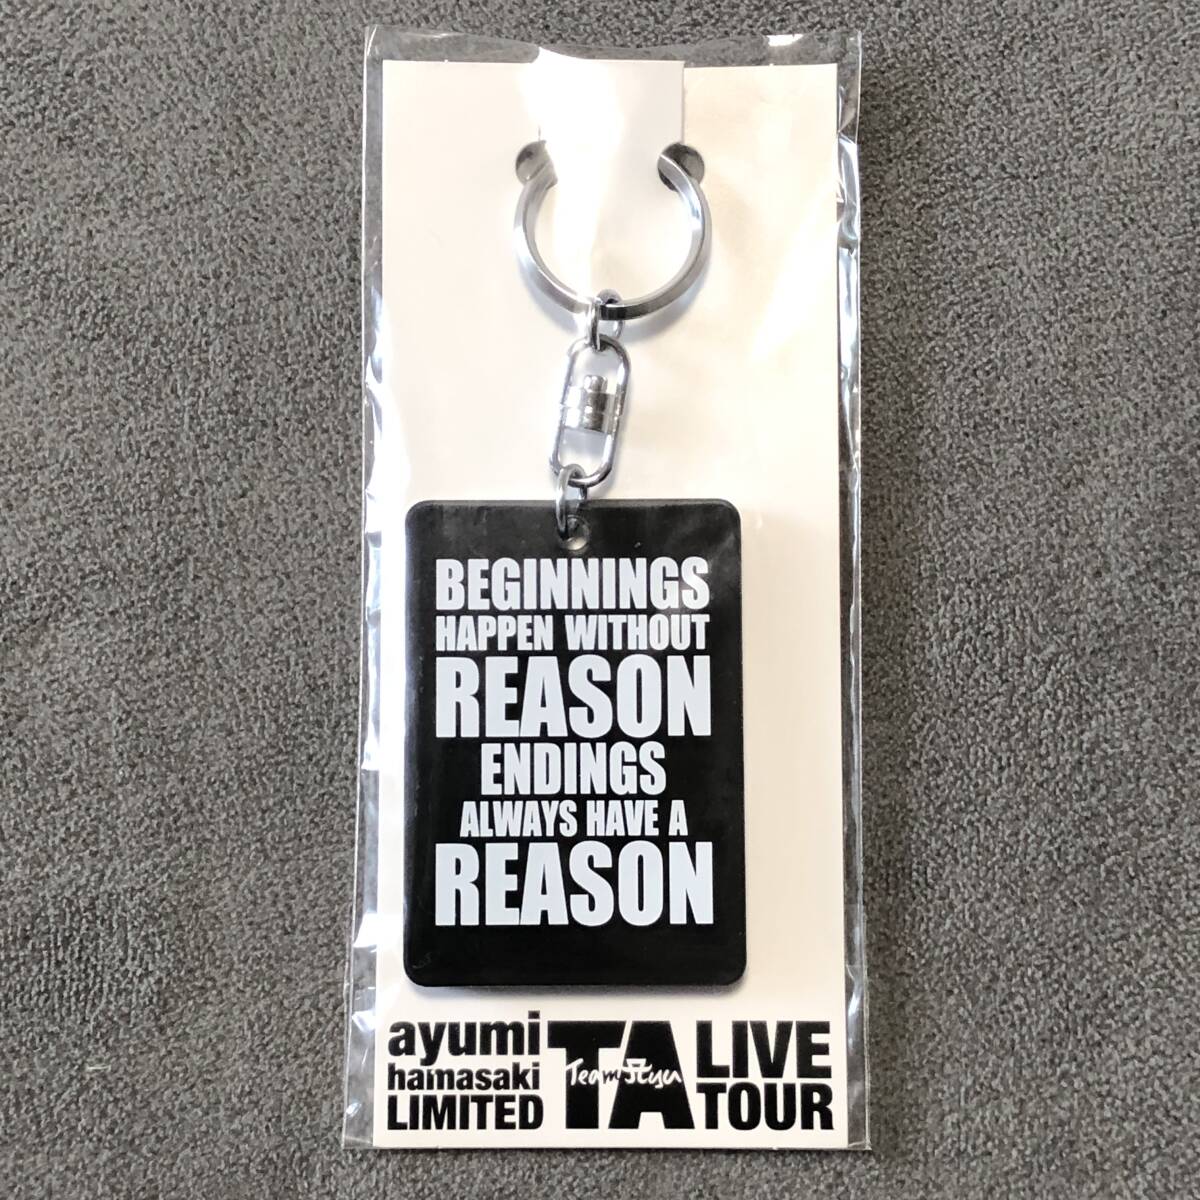 BEGINNINGS
HAPPEN WITHOUT
REASON
ENDINGS
ALWAYS HAVE A
REASON
ayumi
hamasaki
LIMITED
TA
Team Ayu
LIVE
TOUR